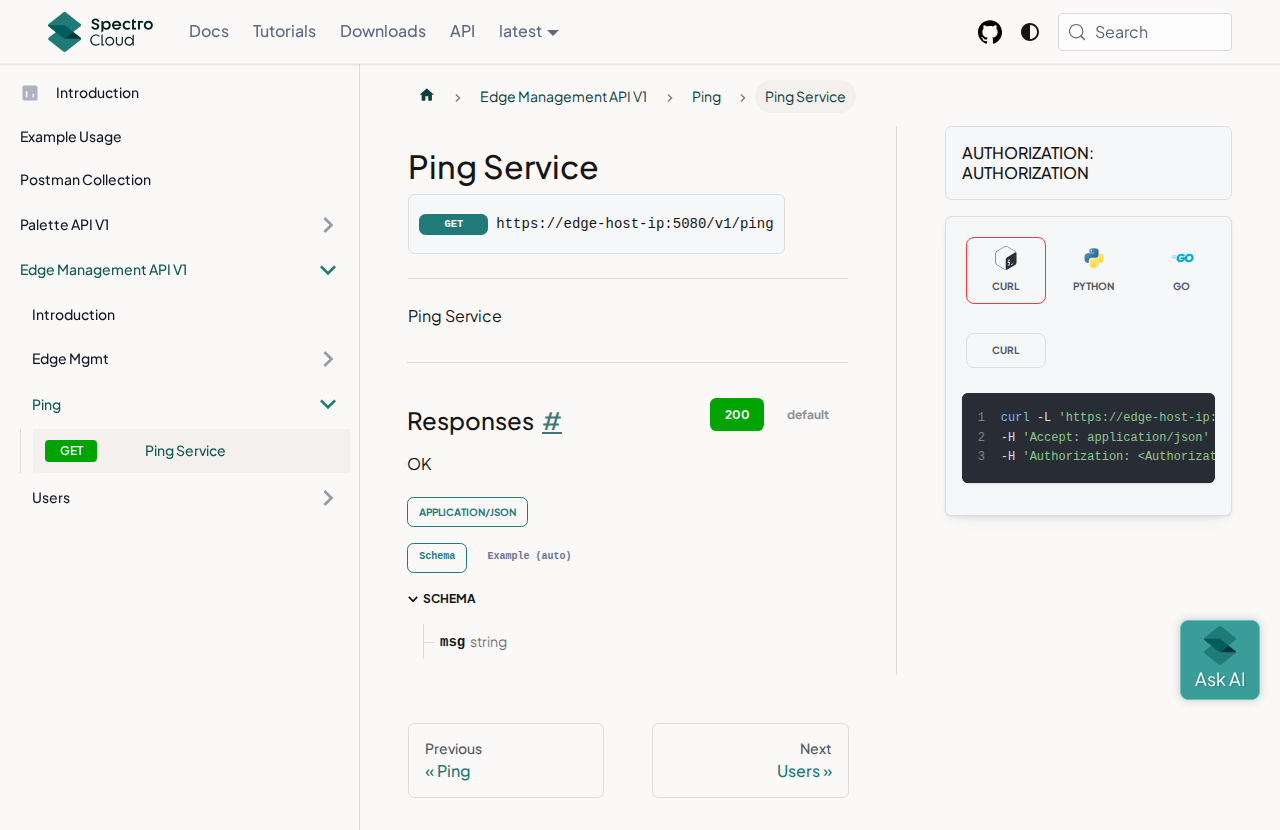 Spectro
Cloud
Docs
Tutorials
Downloads
API
latest
Search
Introduction
Example Usage
Postman Collection
Palette API V1
Edge Management API V1
Introduction
Edge Mgmt
Ping
GET Ping Service
Users
Edge Management API V1
Ping
Ping Service
Ping Service
GET https://edge-host-ip:5080/v1/ping
Ping Service
Responses #
200
default
OK
APPLICATION/JSON
Schema
Example (auto)
SCHEMA
msg string
Previous
« Ping
Next
Users »
AUTHORIZATION:
AUTHORIZATION
CURL
PYTHON
GO
CURL
1 curl -L 'https://edge-host-ip:
2 -H 'Accept: application/json'
3 -H 'Authorization: <Authorizat
Ask AI